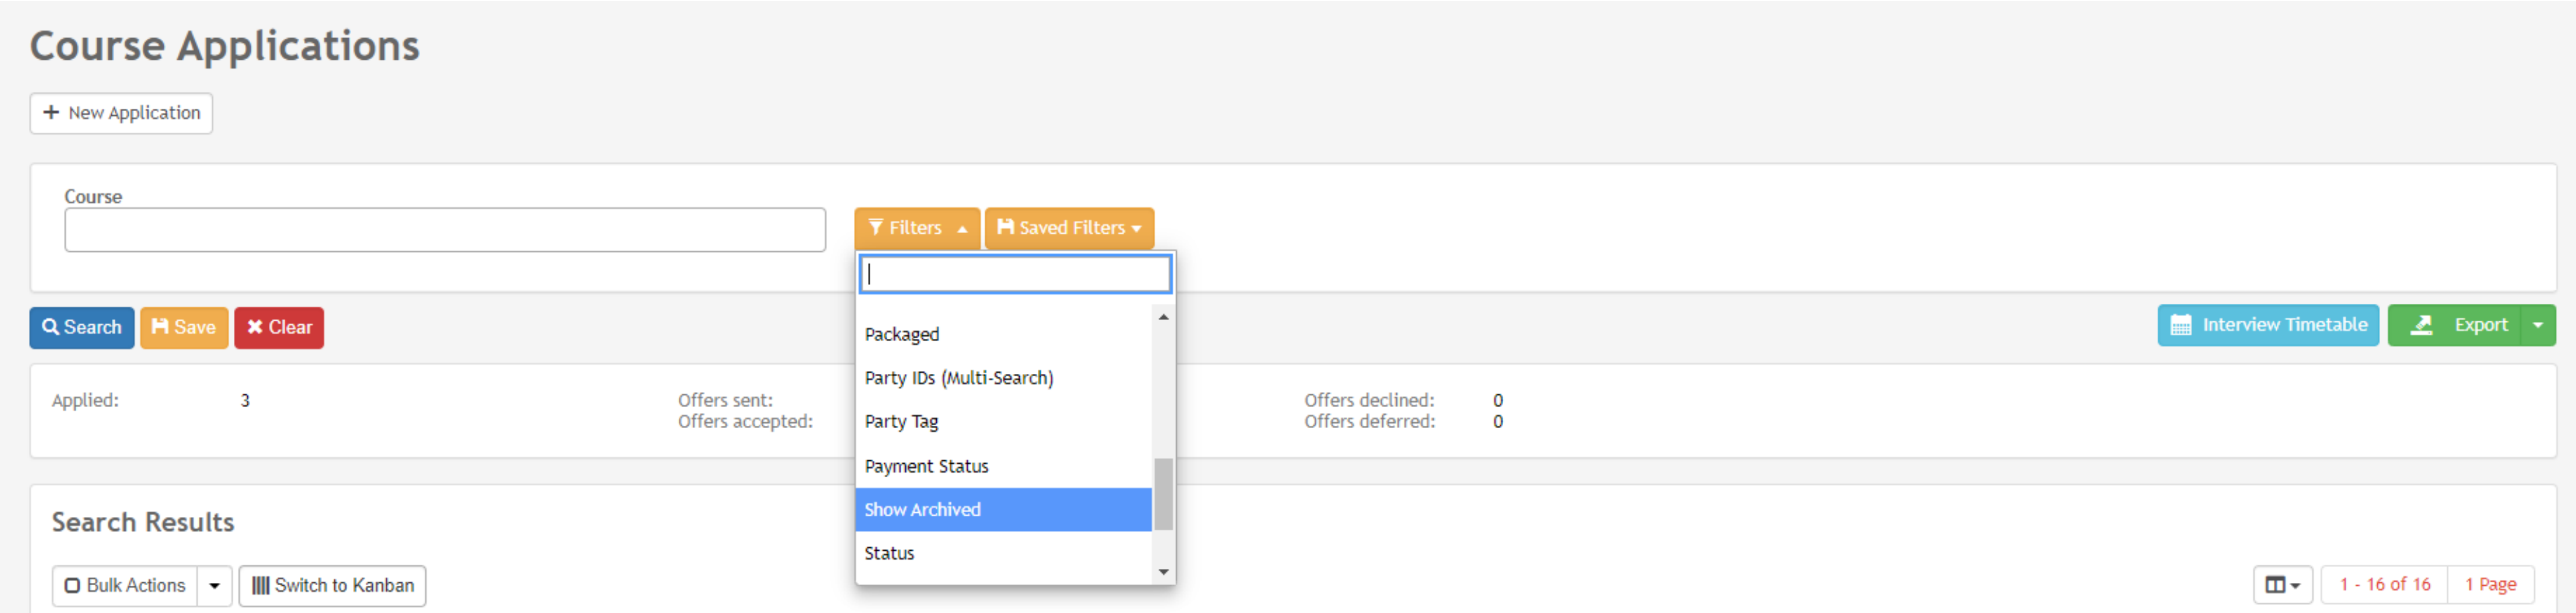 Course Applications
New Application
Course
Filters
Saved Filters
Packaged
Party IDs (Multi-Search)
Party Tag
Payment Status
Show Archived
Status
Search
Save
Clear
Interview Timetable
Export
Applied: 3
Offers sent:
Offers accepted:
Offers declined: 0
Offers deferred: 0
Search Results
Bulk Actions
Switch to Kanban
1 - 16 of 16
1 Page